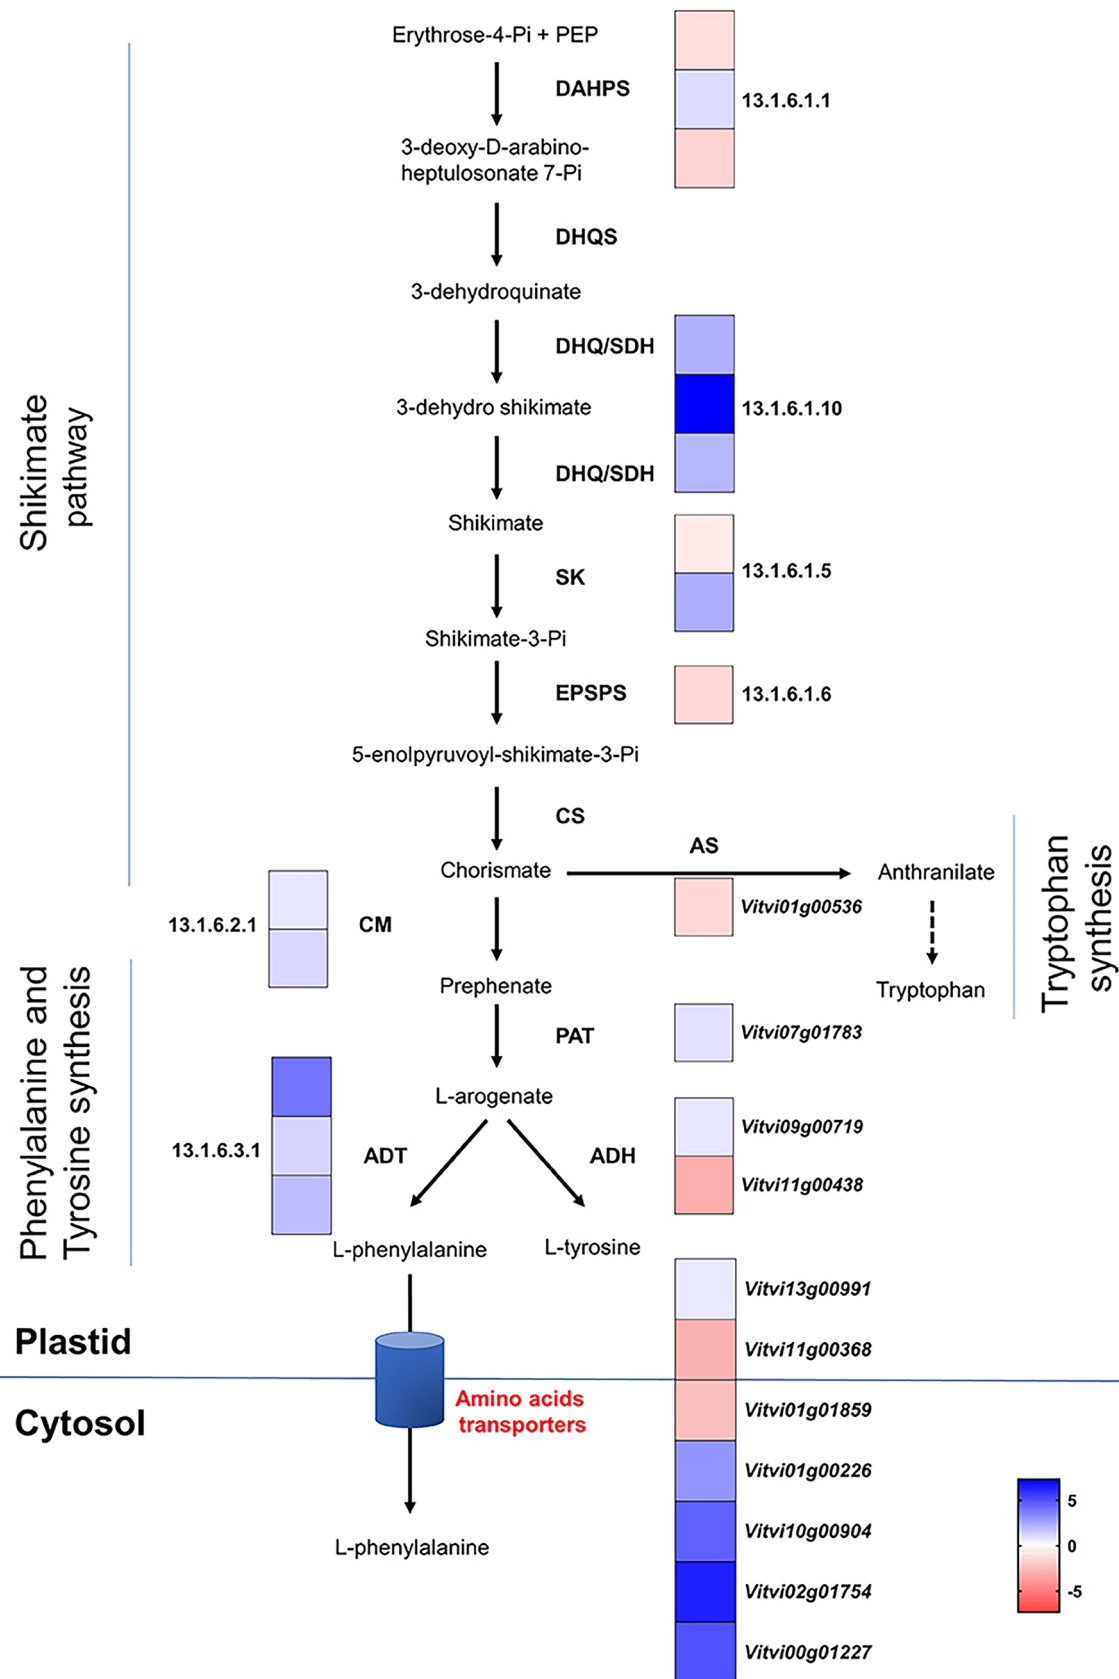 Erythrose-4-Pi + PEP
DAHPS
13.1.6.1.1
3-deoxy-D-arabino-
heptulosonate 7-Pi
DHQS
3-dehydroquinate
DHQ/SDH
3-dehydro shikimate
13.1.6.1.10
DHQ/SDH
Shikimate
pathway
Shikimate
SK
13.1.6.1.5
Shikimate-3-Pi
EPSPS
13.1.6.1.6
5-enolpyruvoyl-shikimate-3-Pi
CS
AS
Chorismate
Anthranilate
Vitvi01g00536
Tryptophan
synthesis
13.1.6.2.1
CM
Prephenate
Tryptophan
PAT
Vitvi07g01783
Phenylalanine and
Tyrosine synthesis
L-arogenate
Vitvi09g00719
13.1.6.3.1
ADT
ADH
Vitvi11g00438
L-phenylalanine
L-tyrosine
Vitvi13g00991
Plastid
Vitvi11g00368
Cytosol
Amino acids
transporters
Vitvi01g01859
Vitvi01g00226
Vitvi10g00904
L-phenylalanine
Vitvi02g01754
Vitvi00g01227
5
0
-5